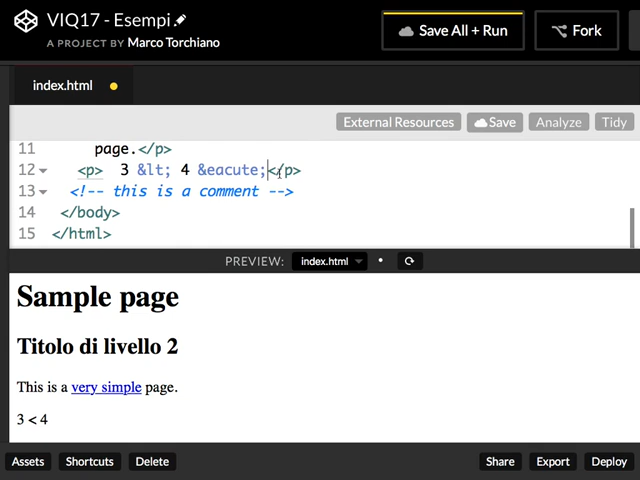 VIQ17 - Esempi
A PROJECT BY Marco Torchiano
Save All + Run
Fork
index.html
External Resources
Save
Analyze
Tidy
11 page.</p>
12 <p> 3 &lt; 4 &eacute;</p>
13 <!-- this is a comment -->
14 </body>
15 </html>
PREVIEW: index.html
Sample page
Titolo di livello 2
This is a very simple page.
3 < 4
Assets
Shortcuts
Delete
Share
Export
Deploy